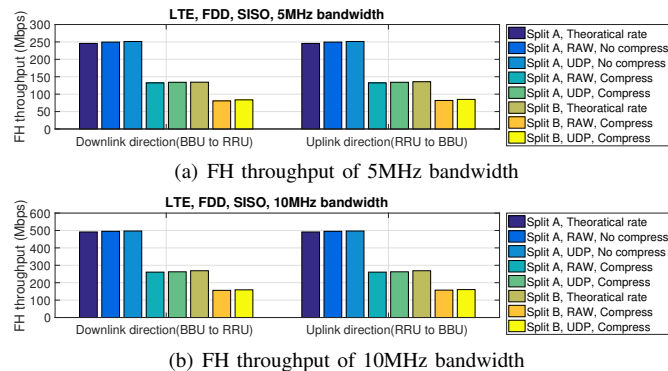 LTE, FDD, SISO, 5MHz bandwidth
FH throughput (Mbps)
300
250
200
150
100
50
0
Downlink direction(BBU to RRU)
Uplink direction(RRU to BBU)
Split A, Theoratical rate
Split A, RAW, No compress
Split A, UDP, No compress
Split A, RAW, Compress
Split A, UDP, Compress
Split B, Theoratical rate
Split B, RAW, Compress
Split B, UDP, Compress
(a) FH throughput of 5MHz bandwidth
LTE, FDD, SISO, 10MHz bandwidth
FH throughput (Mbps)
600
500
400
300
200
100
0
Downlink direction(BBU to RRU)
Uplink direction(RRU to BBU)
Split A, Theoratical rate
Split A, RAW, No compress
Split A, UDP, No compress
Split A, RAW, Compress
Split A, UDP, Compress
Split B, Theoratical rate
Split B, RAW, Compress
Split B, UDP, Compress
(b) FH throughput of 10MHz bandwidth